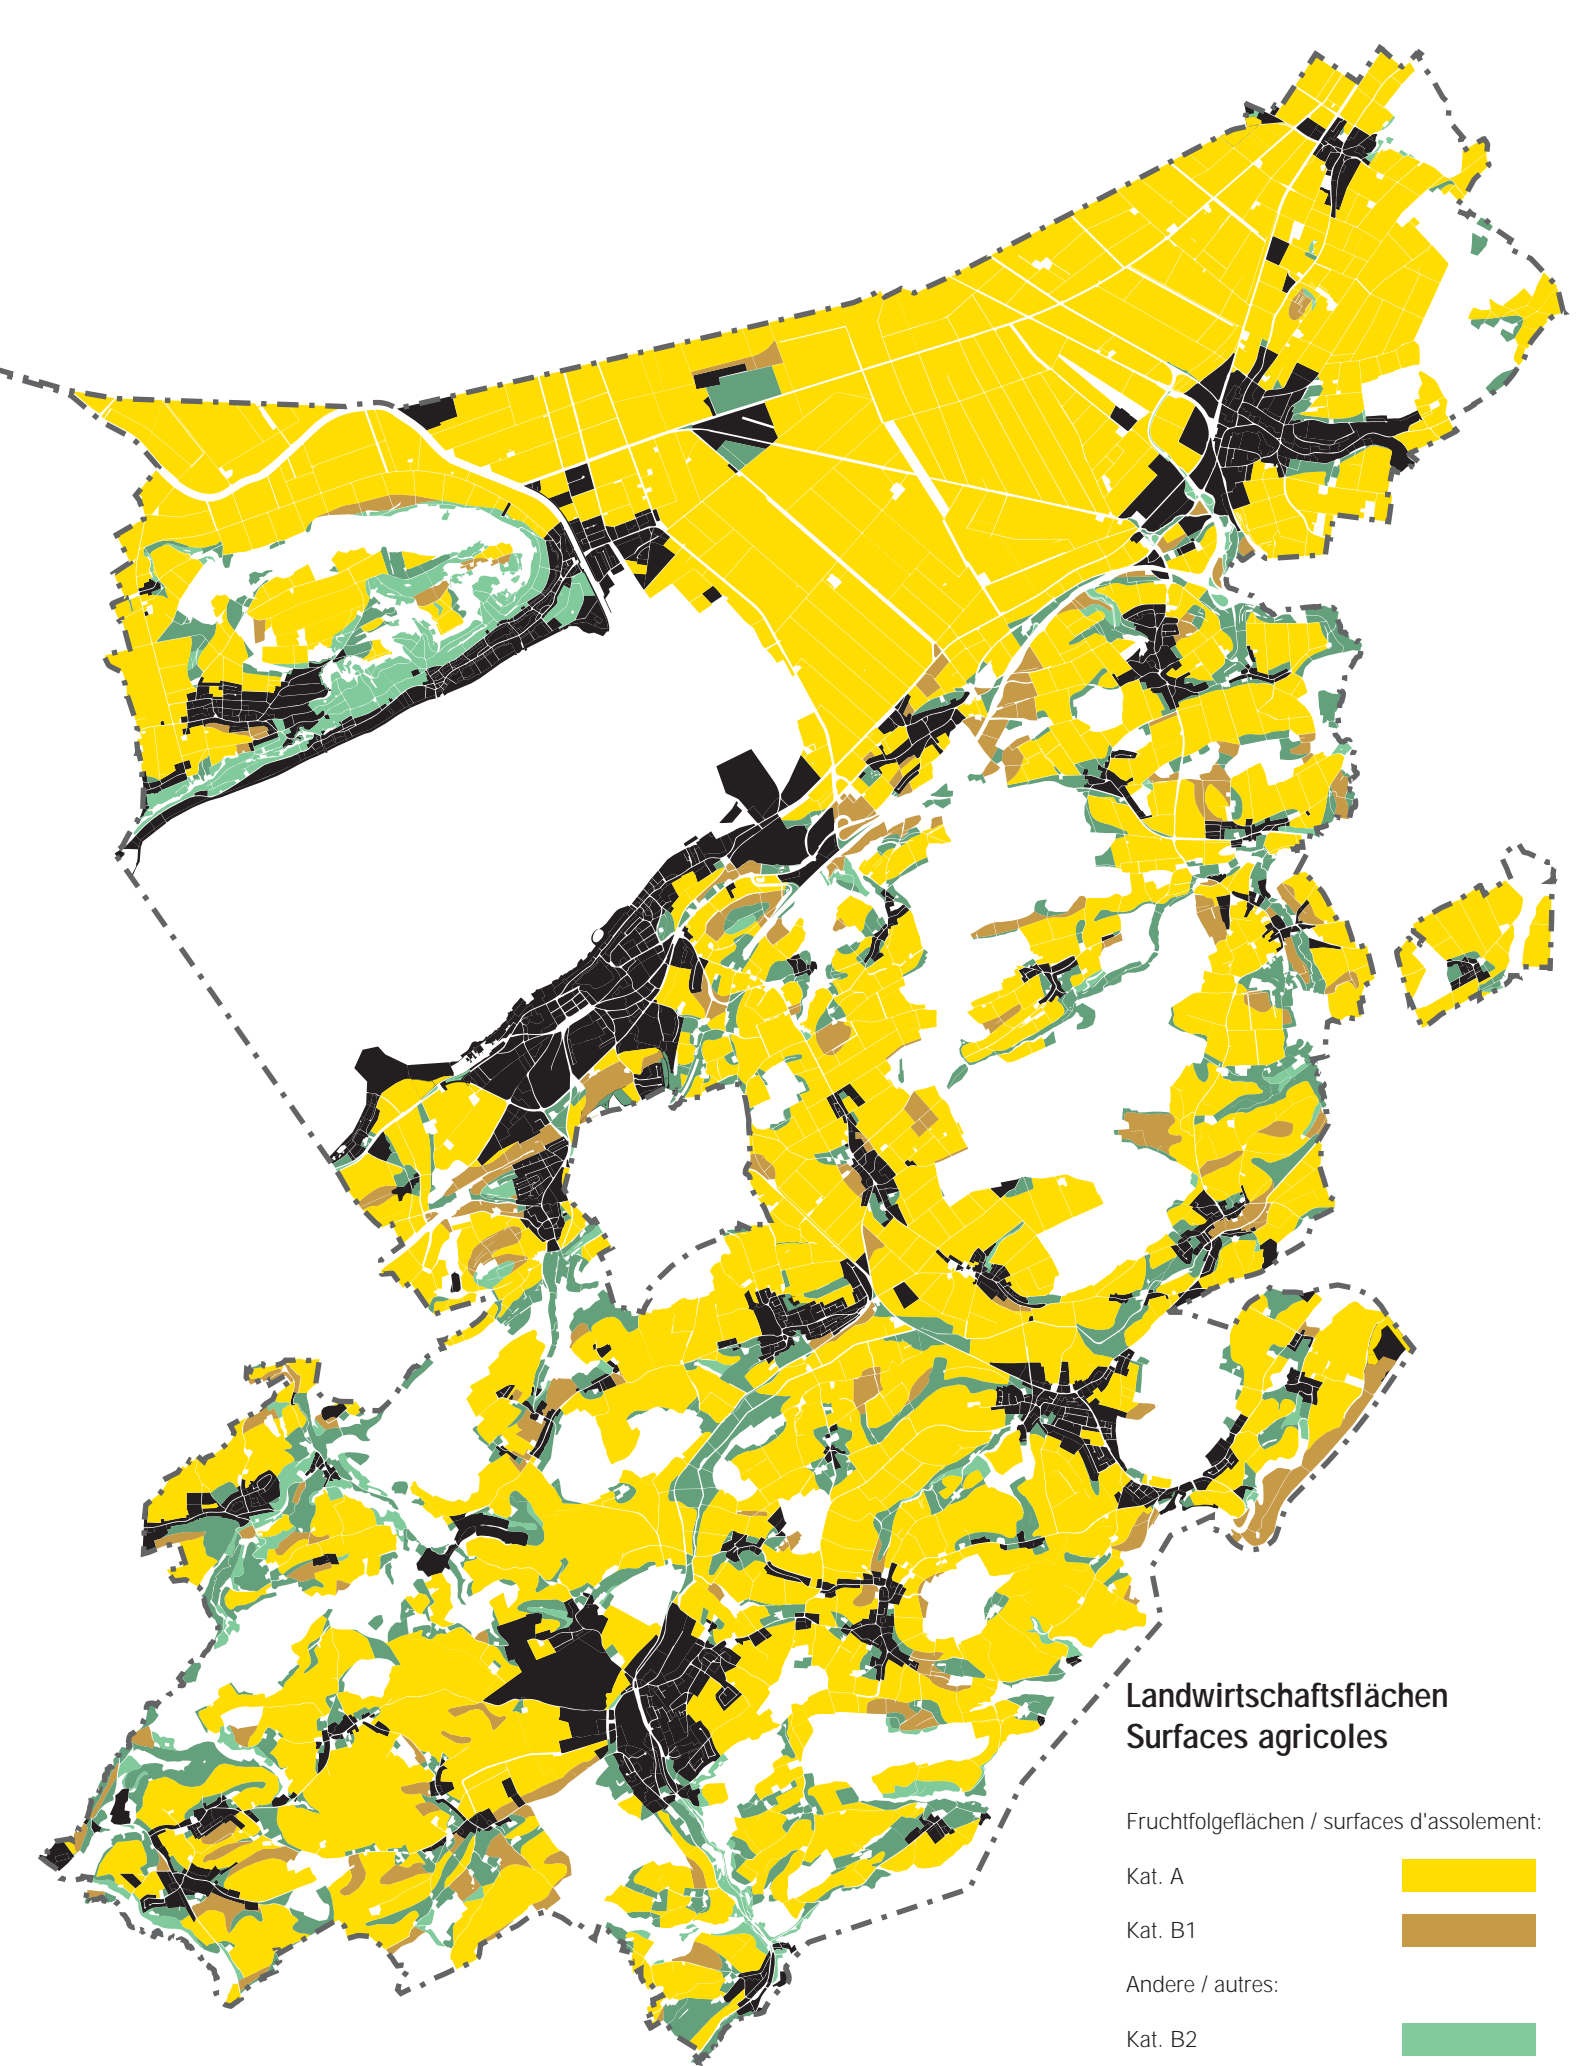 Landwirtschaftsflächen
Surfaces agricoles
Fruchtfolgeflächen / surfaces d'assolement:
Kat. A
Kat. B1
Andere / autres:
Kat. B2